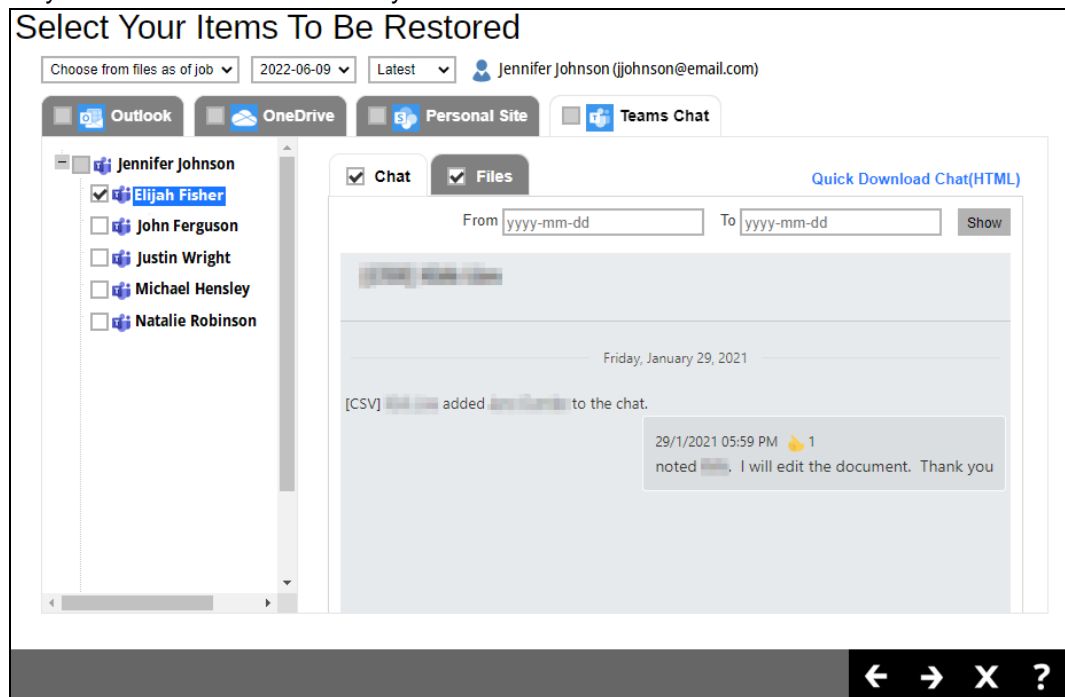 Select Your Items To Be Restored
Choose from files as of job 2022-06-09 Latest Jennifer Johnson (jjohnson@email.com)
Outlook OneDrive Personal Site Teams Chat
Jennifer Johnson
Elijah Fisher
John Ferguson
Justin Wright
Michael Hensley
Natalie Robinson
Chat Files Quick Download Chat(HTML)
From yyyy-mm-dd To yyyy-mm-dd Show
Friday, January 29, 2021
[CSV] added to the chat.
29/1/2021 05:59 PM 👍 1
noted . I will edit the document. Thank you
X ?